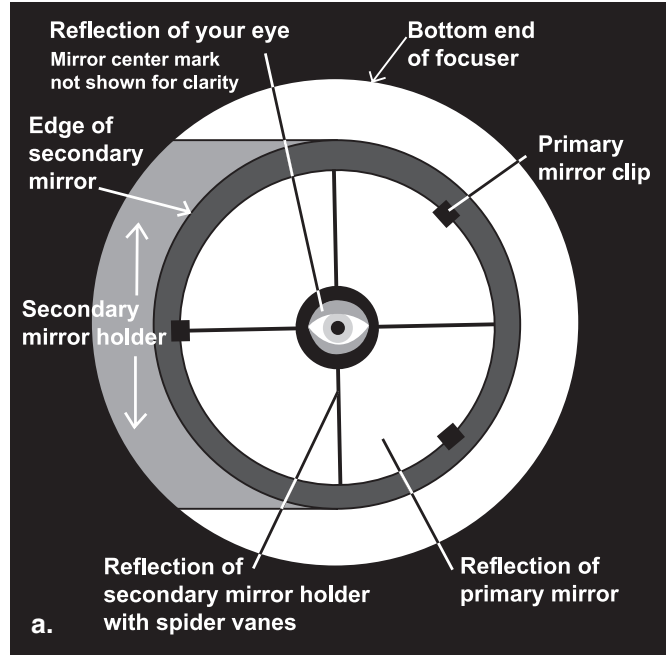 Reflection of your eye
Mirror center mark
not shown for clarity
Bottom end
of focuser
Edge of
secondary
mirror
Primary
mirror clip
Secondary
mirror holder
Reflection of
secondary mirror holder
with spider vanes
Reflection of
primary mirror
a.